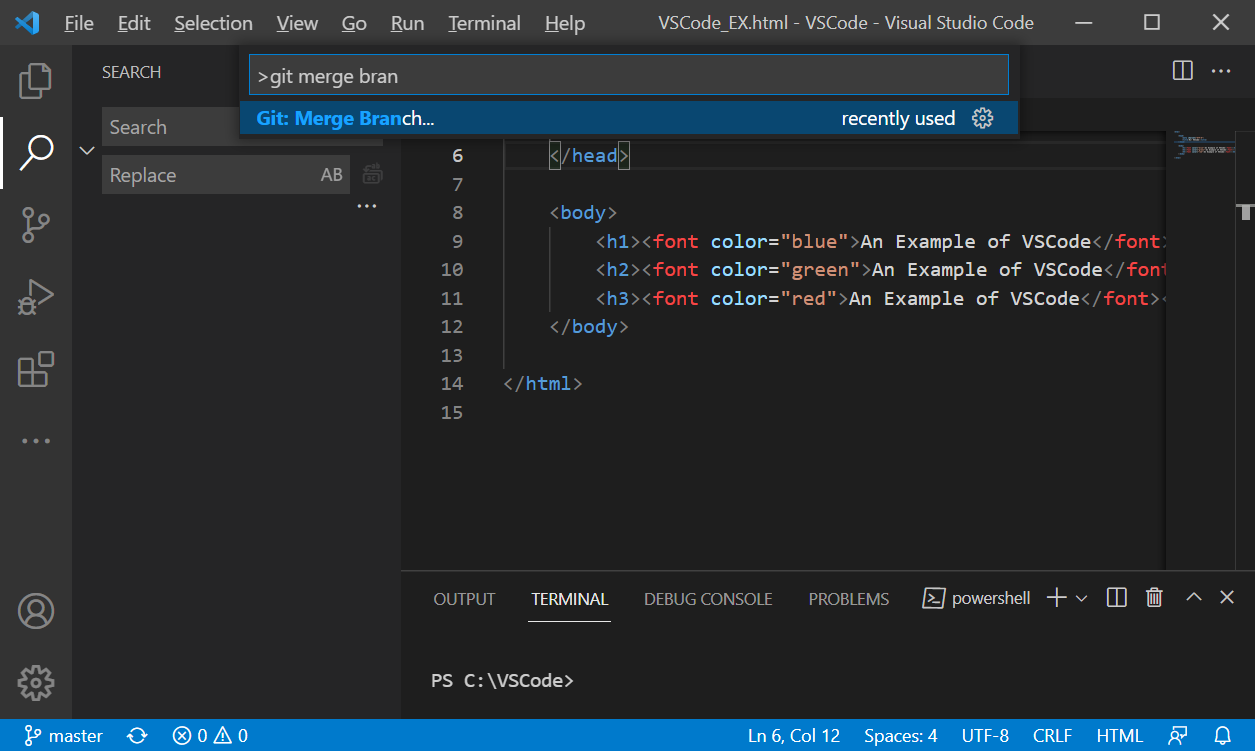 File Edit Selection View Go Run Terminal Help VSCode_EX.html - VSCode - Visual Studio Code
>git merge bran
Git: Merge Branch... recently used
SEARCH
Search
Replace AB
6 </head>
7
8 <body>
9 <h1><font color="blue">An Example of VSCode</font>
10 <h2><font color="green">An Example of VSCode</font
11 <h3><font color="red">An Example of VSCode</font><
12 </body>
13
14 </html>
15
OUTPUT TERMINAL DEBUG CONSOLE PROBLEMS powershell
PS C:\VSCode>
master 0 0 Ln 6, Col 12 Spaces: 4 UTF-8 CRLF HTML